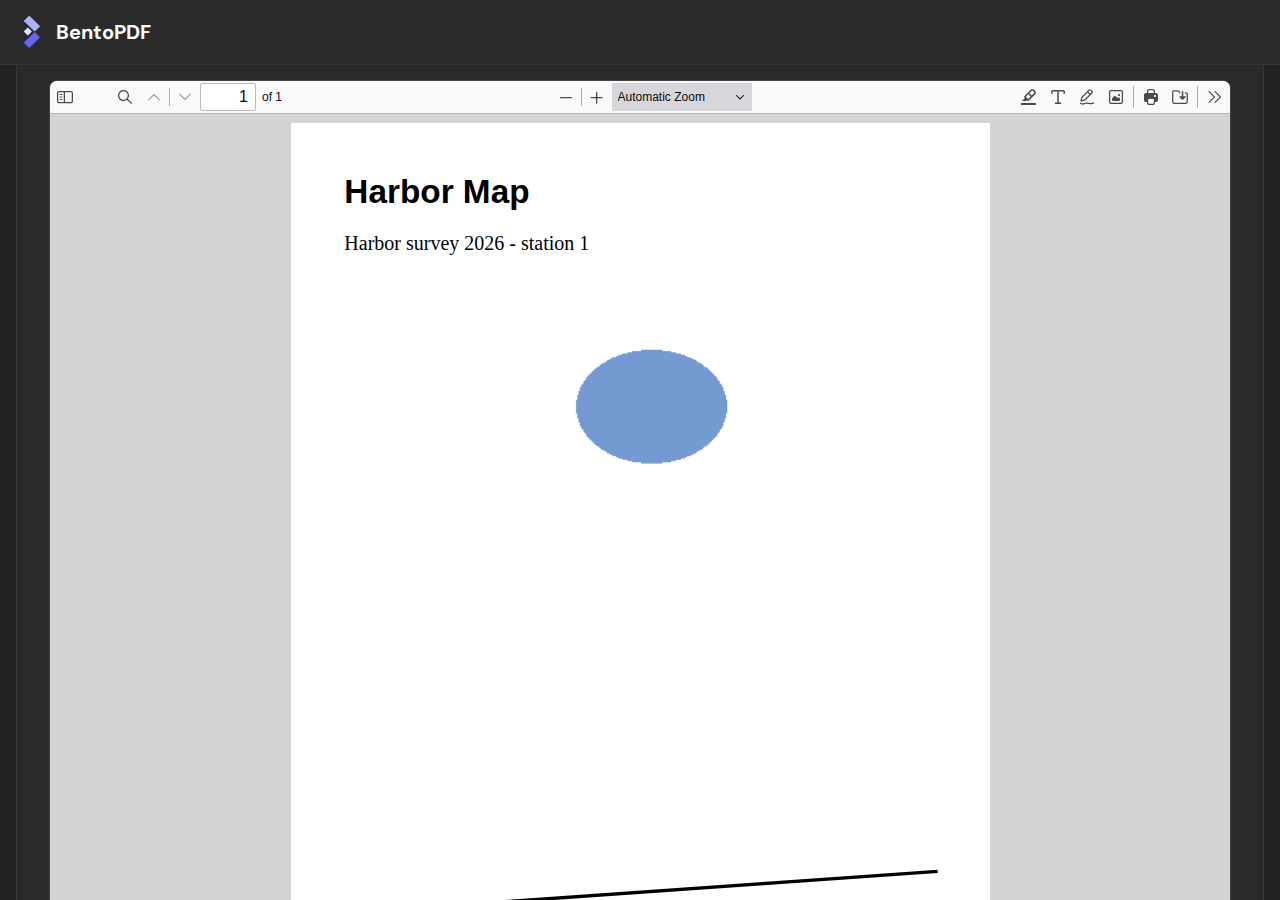 BentoPDF
1 of 1
Automatic Zoom
Harbor Map
Harbor survey 2026 - station 1